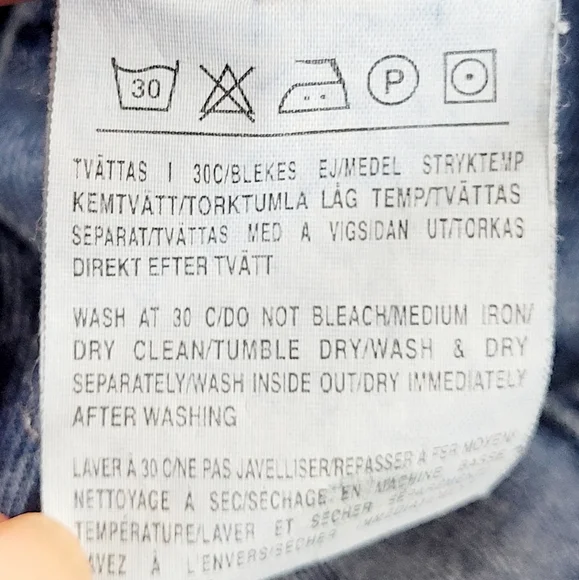 30 P
TVÄTTAS I 30C/BLEKES EJ/MEDEL STRYKTEMP
KEMTVÄTT/TORKTUMLA LÅG TEMP/TVÄTTAS
SEPARAT/TVÄTTAS MED A VIGSIDAN UT/TORKAS
DIREKT EFTER TVÄTT
WASH AT 30 C/DO NOT BLEACH/MEDIUM IRON/
DRY CLEAN/TUMBLE DRY/WASH & DRY
SEPARATELY/WASH INSIDE OUT/DRY IMMEDIATELY
AFTER WASHING
LAVER À 30 C/NE PAS JAVELLISER/REPASSER À FER MOYEN/
NETTOYAGE A SEC/SECHAGE EN MACHINE BASSE
TEMPÉRATURE/LAVER ET SECHER
À L'ENVERS/SECHER